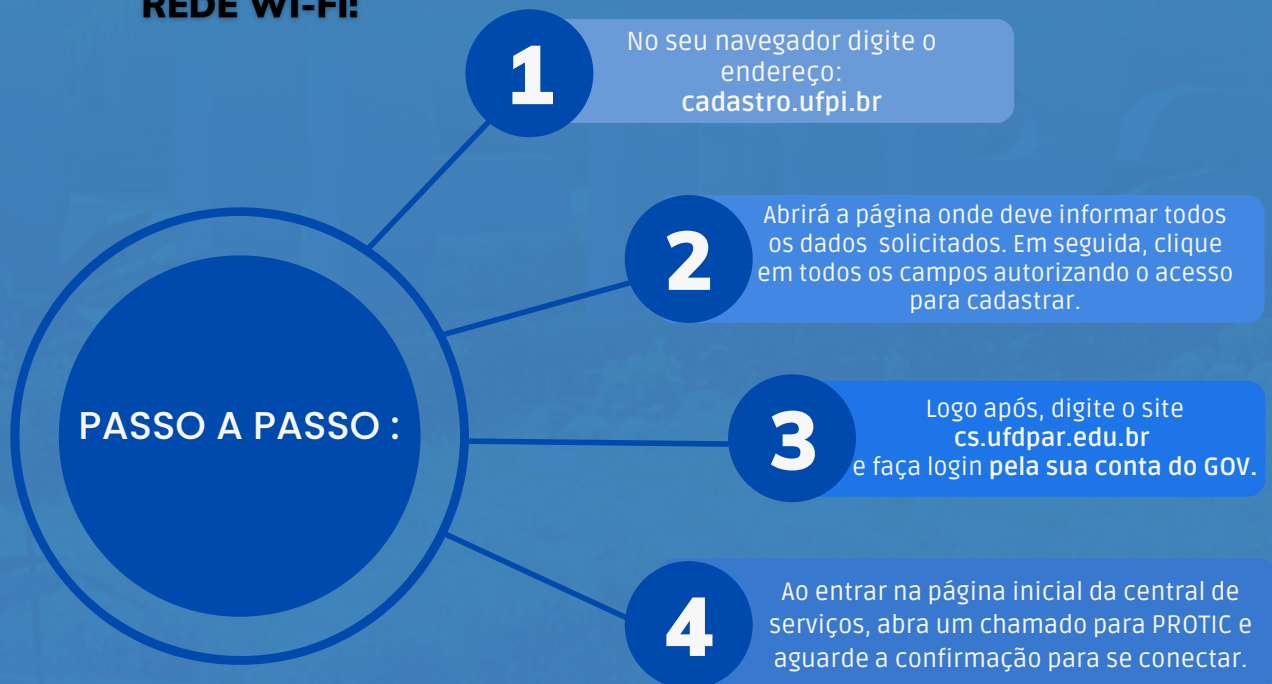 REDE WI-FI!
1
No seu navegador digite o
endereço:
cadastro.ufpi.br
2
Abrirá a página onde deve informar todos
os dados solicitados. Em seguida, clique
em todos os campos autorizando o acesso
para cadastrar.
PASSO A PASSO :
3
Logo após, digite o site
cs.ufdpar.edu.br
e faça login pela sua conta do GOV.
4
Ao entrar na página inicial da central de
serviços, abra um chamado para PROTIC e
aguarde a confirmação para se conectar.